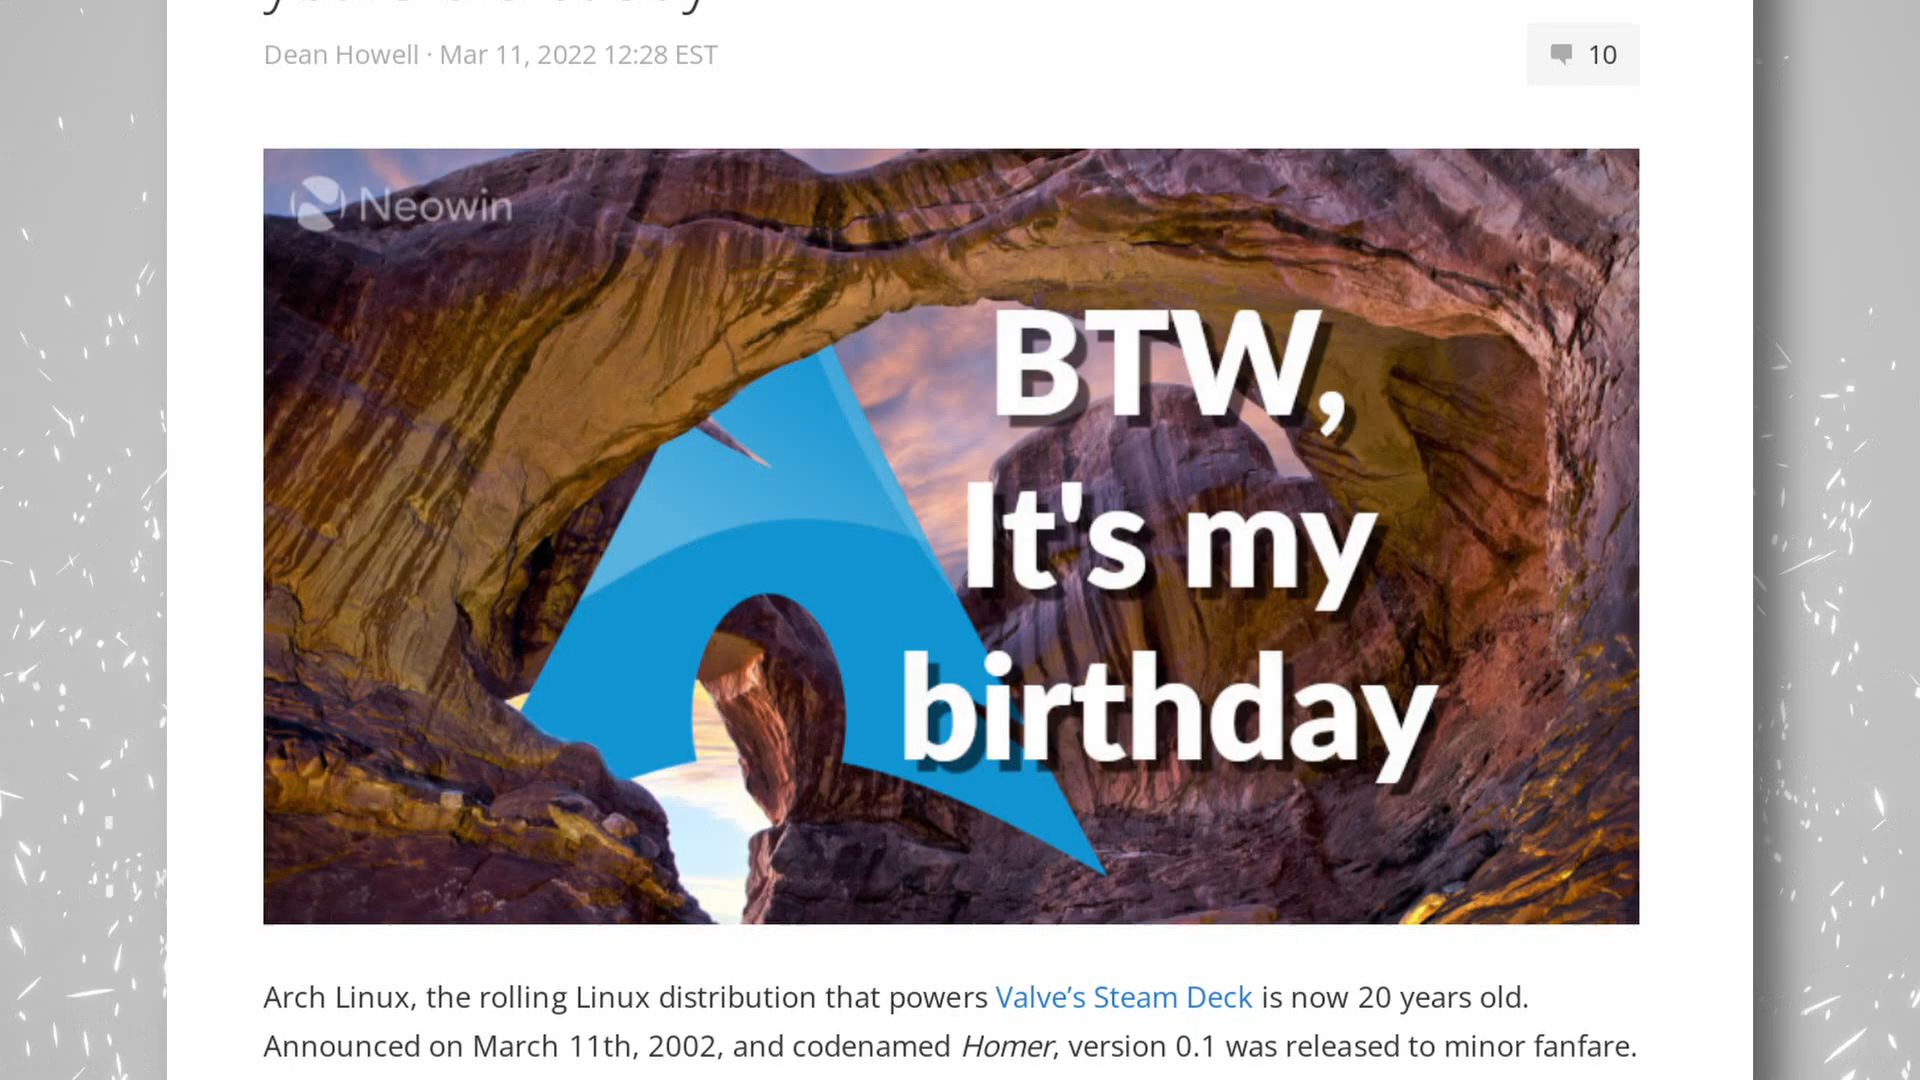 Dean Howell · Mar 11, 2022 12:28 EST
10
Neowin
BTW,
It's my
birthday
Arch Linux, the rolling Linux distribution that powers Valve’s Steam Deck is now 20 years old.
Announced on March 11th, 2002, and codenamed Homer, version 0.1 was released to minor fanfare.